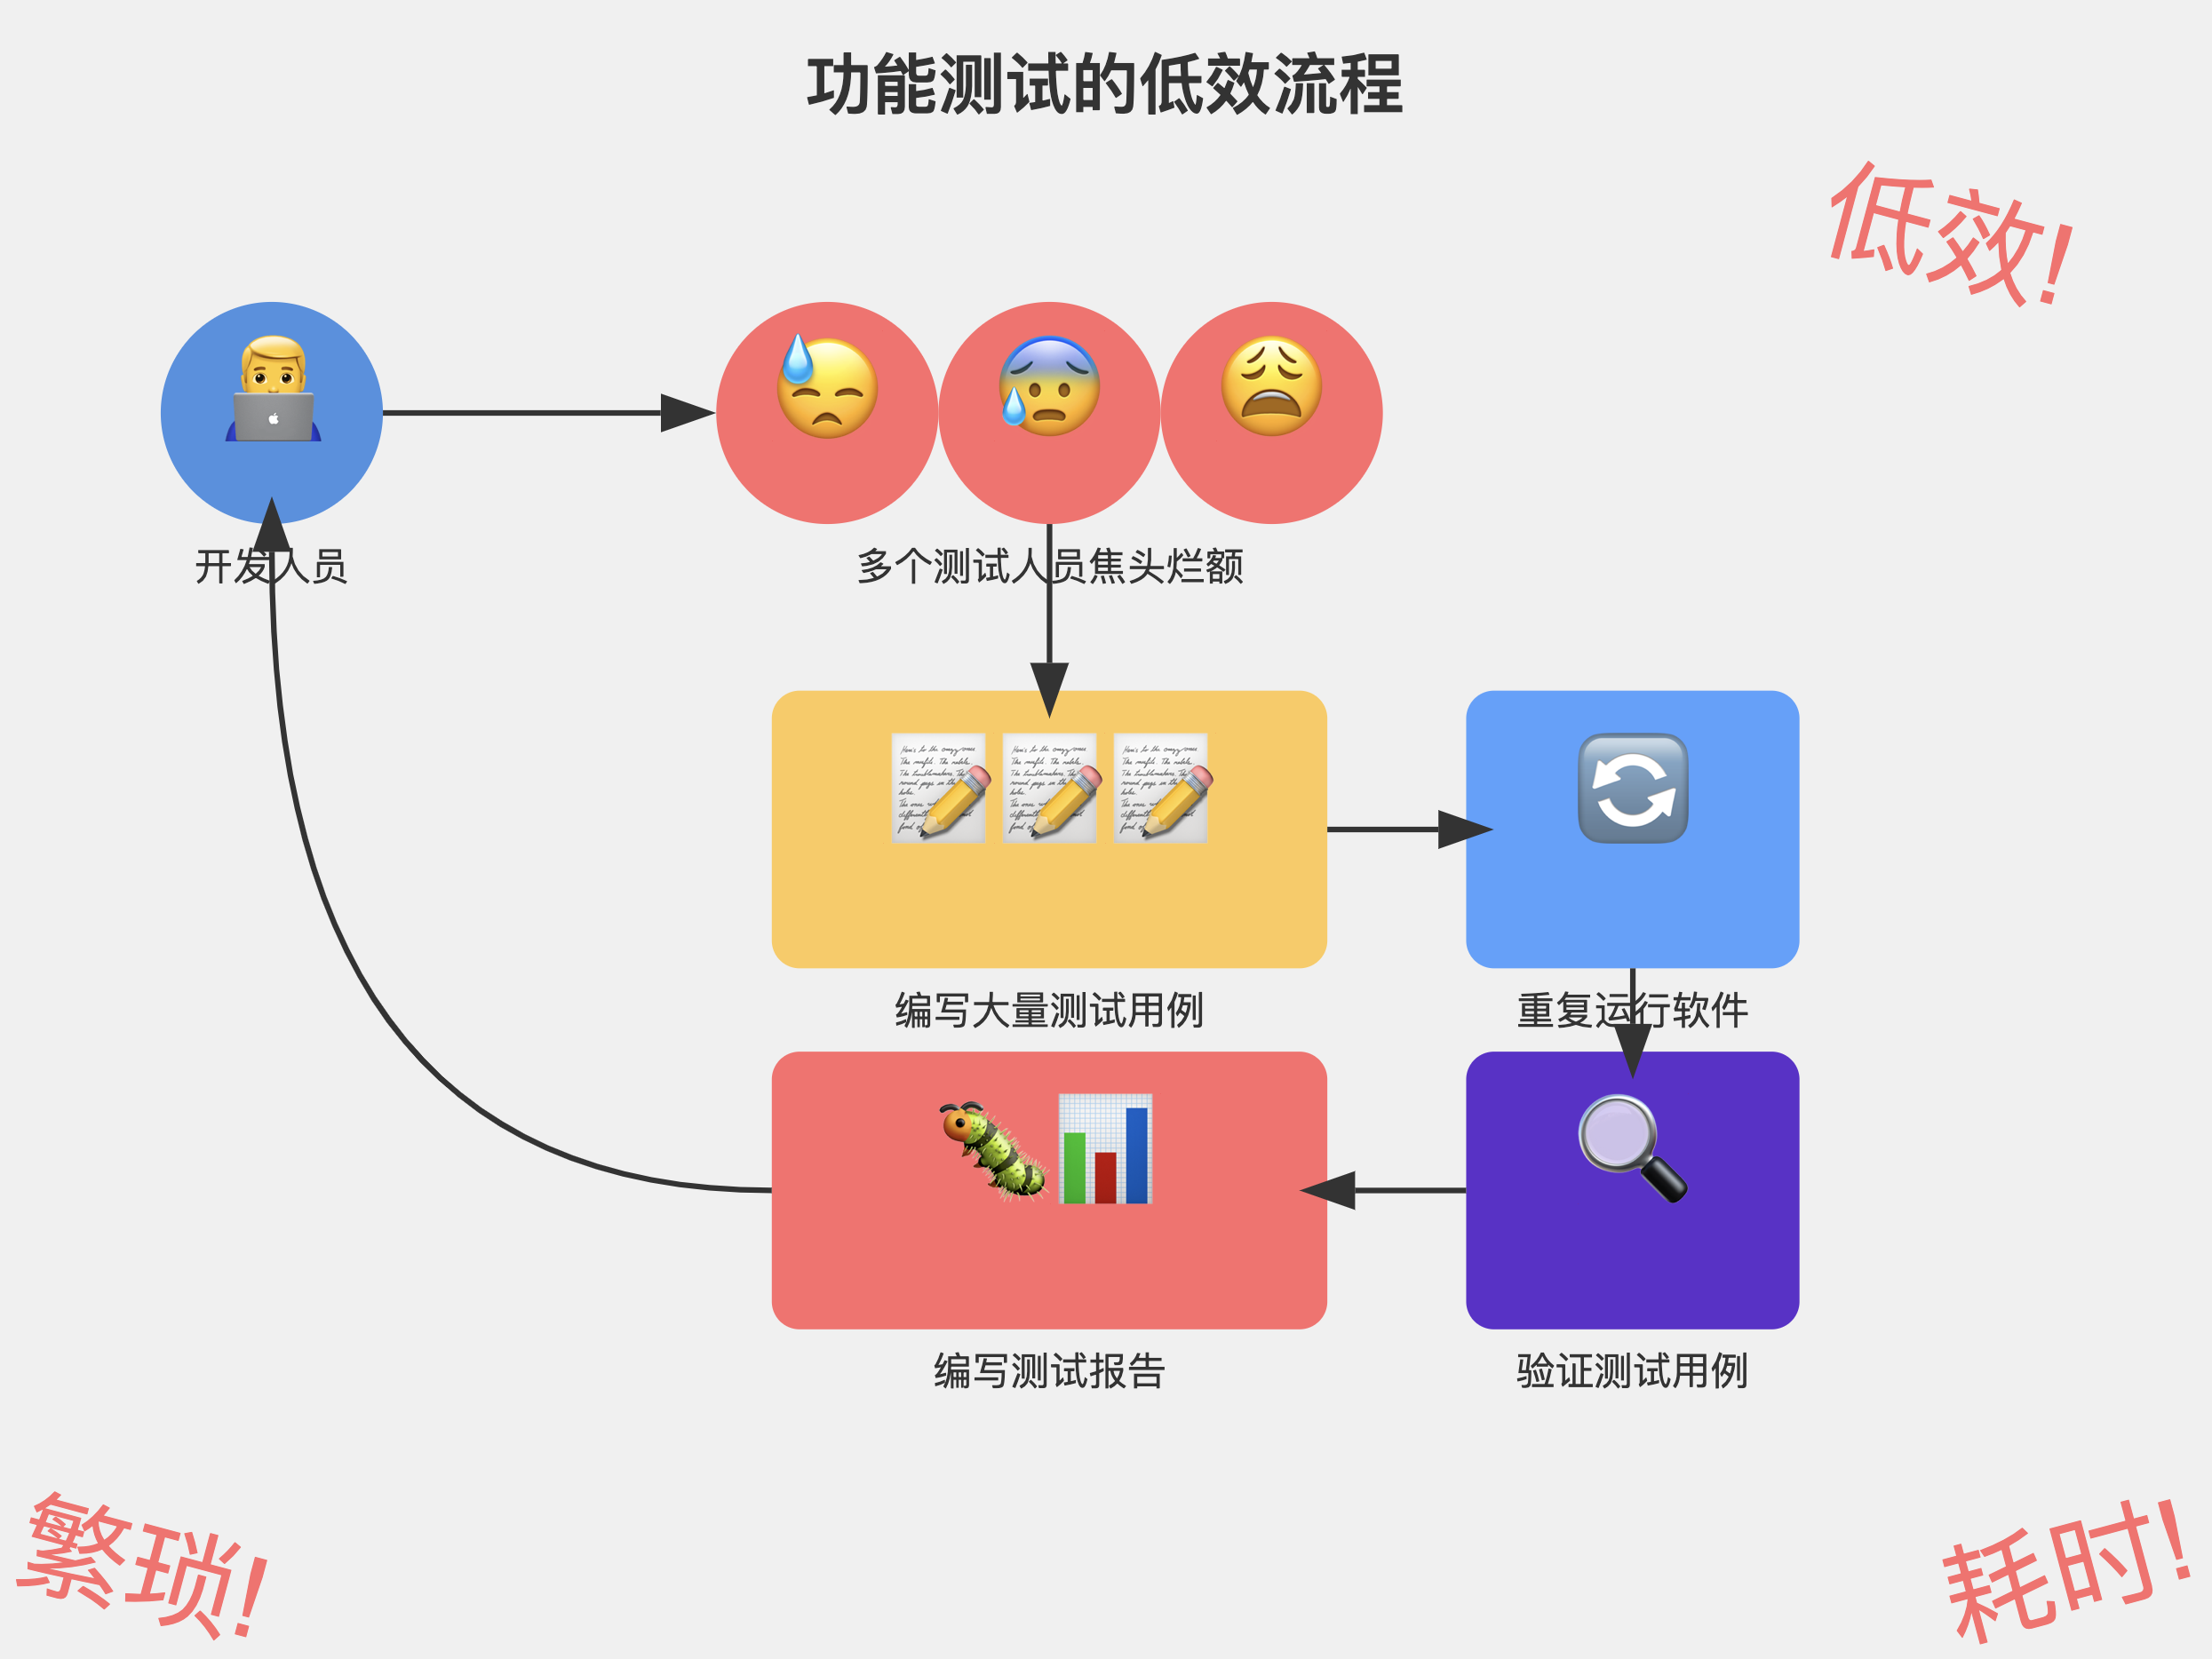 功能测试的低效流程
低效!
开发人员
多个测试人员焦头烂额
编写大量测试用例
重复运行软件
编写测试报告
验证测试用例
繁琐!
耗时!